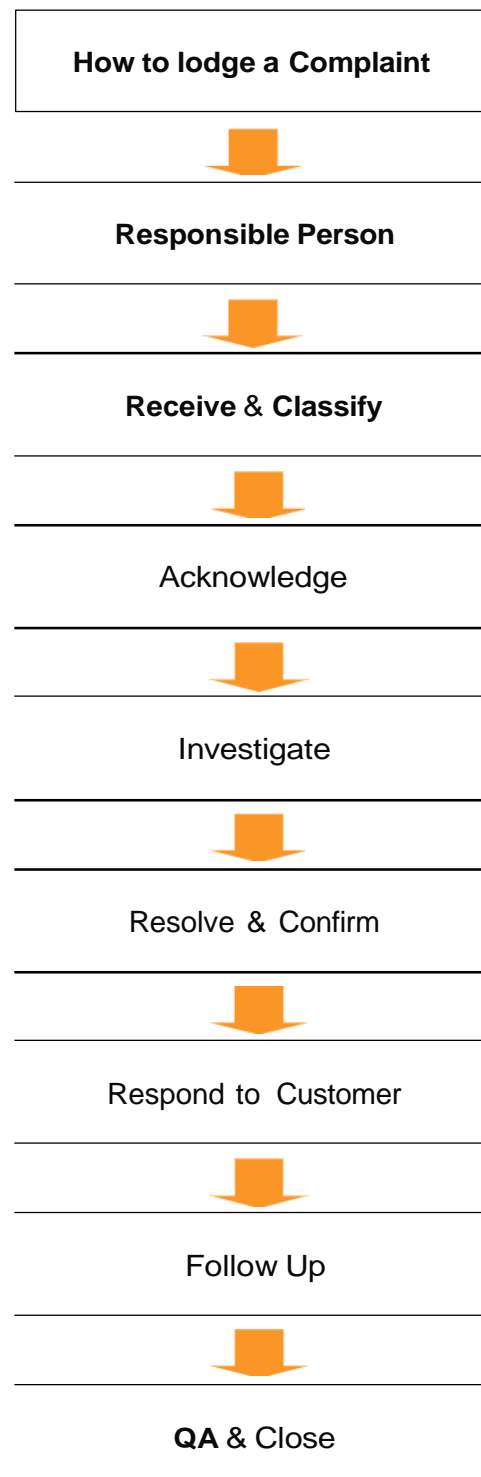 How to lodge a Complaint
Responsible Person
Receive & Classify
Acknowledge
Investigate
Resolve & Confirm
Respond to Customer
Follow Up
QA & Close